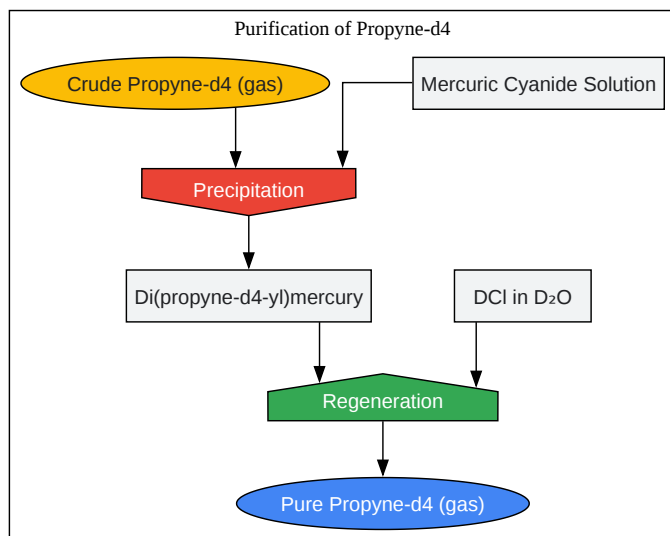 Purification of Propyne-d4
Crude Propyne-d4 (gas)
Mercuric Cyanide Solution
Precipitation
Di(propyne-d4-yl)mercury
DCl in D₂O
Regeneration
Pure Propyne-d4 (gas)